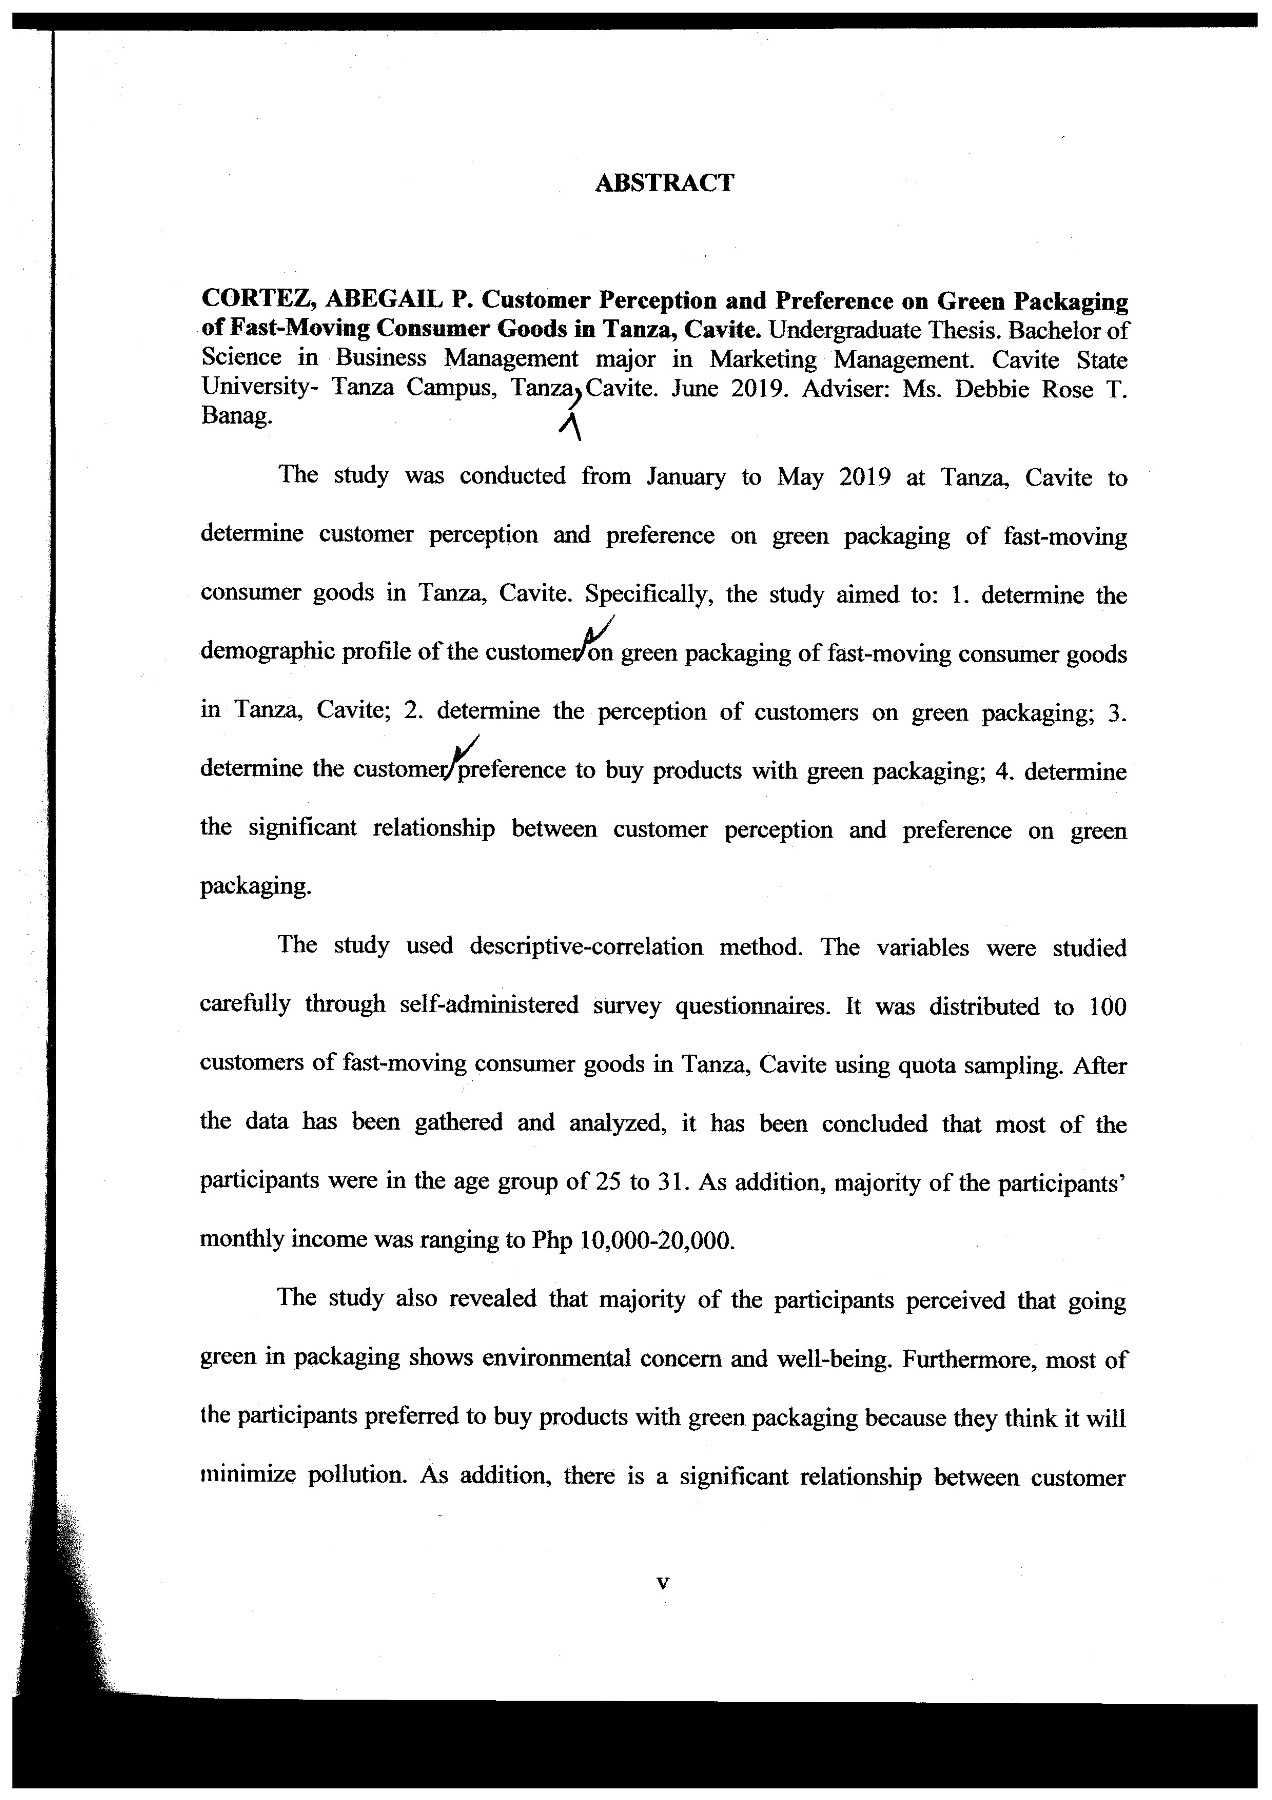 ABSTRACT
CORTEZ, ABEGAIL P. Customer Perception and Preference on Green Packaging
of Fast-Moving Consumer Goods in Tanza, Cavite. Undergraduate Thesis. Bachelor of
Science in Business Management major in Marketing Management. Cavite State
University- Tanza Campus, Tanza, Cavite. June 2019. Adviser: Ms. Debbie Rose T.
Banag.
The study was conducted from January to May 2019 at Tanza, Cavite to
determine customer perception and preference on green packaging of fast-moving
consumer goods in Tanza, Cavite. Specifically, the study aimed to: 1. determine the
demographic profile of the customer on green packaging of fast-moving consumer goods
in Tanza, Cavite; 2. determine the perception of customers on green packaging; 3.
determine the customer preference to buy products with green packaging; 4. determine
the significant relationship between customer perception and preference on green
packaging.
The study used descriptive-correlation method. The variables were studied
carefully through self-administered survey questionnaires. It was distributed to 100
customers of fast-moving consumer goods in Tanza, Cavite using quota sampling. After
the data has been gathered and analyzed, it has been concluded that most of the
participants were in the age group of 25 to 31. As addition, majority of the participants’
monthly income was ranging to Php 10,000-20,000.
The study also revealed that majority of the participants perceived that going
green in packaging shows environmental concern and well-being. Furthermore, most of
the participants preferred to buy products with green packaging because they think it will
minimize pollution. As addition, there is a significant relationship between customer
v